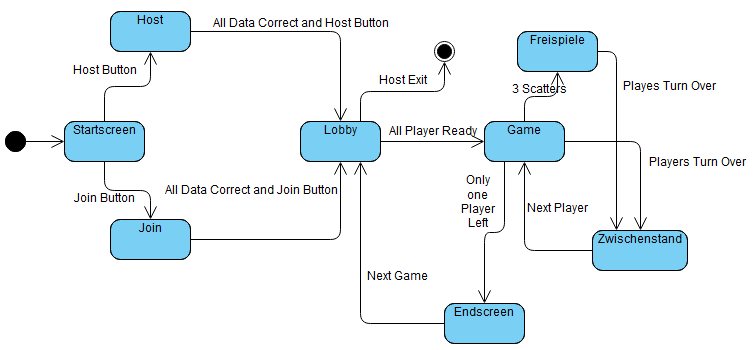 Host
All Data Correct and Host Button
Freispiele
Host Button
Host Exit
3 Scatters
Playes Turn Over
Startscreen
Lobby
All Player Ready
Game
Players Turn Over
Join Button
All Data Correct and Join Button
Only
one
Player
Left
Next Player
Join
Zwischenstand
Next Game
Endscreen